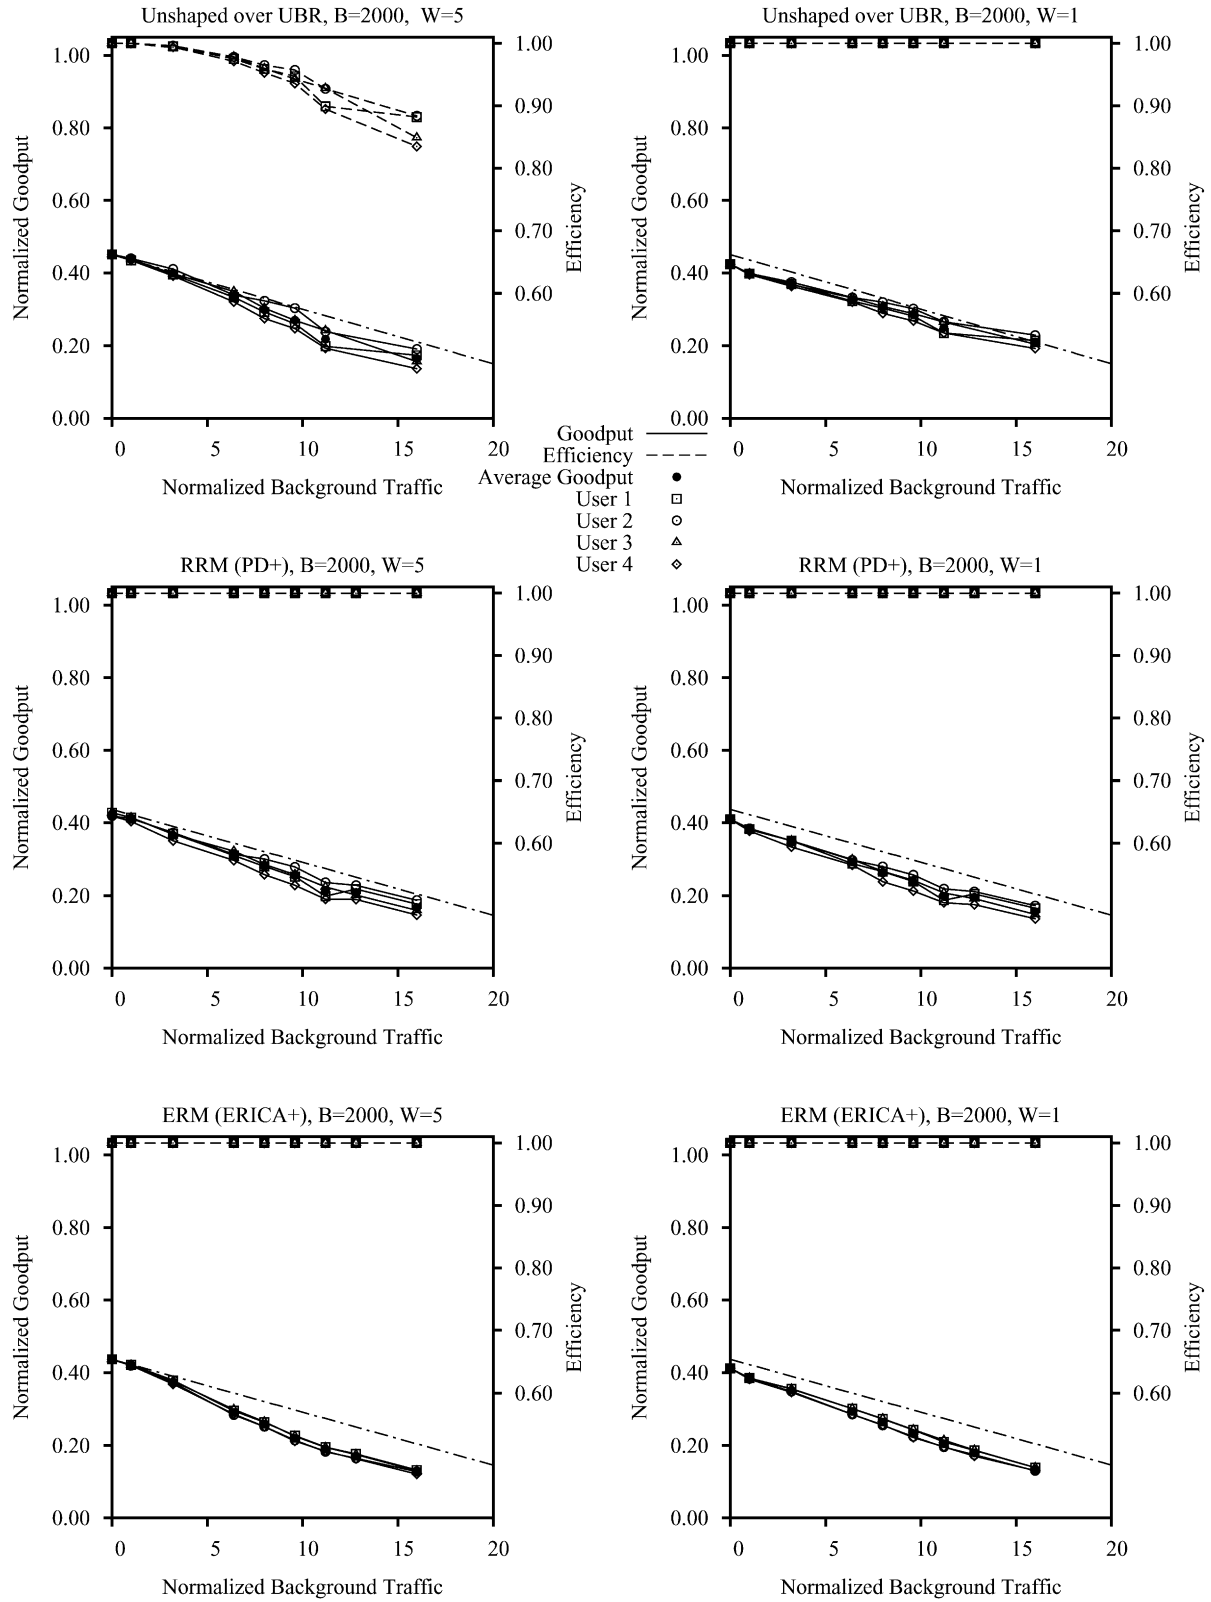 Unshaped over UBR, B=2000, W=5
1.00
0.80
0.60
0.40
0.20
0.00
Normalized Goodput
1.00
0.90
0.80
0.70
0.60
Efficiency
0 5 10 15 20
Normalized Background Traffic
Unshaped over UBR, B=2000, W=1
1.00
0.80
0.60
0.40
0.20
0.00
Normalized Goodput
1.00
0.90
0.80
0.70
0.60
Efficiency
0 5 10 15 20
Normalized Background Traffic
Goodput
Efficiency
Average Goodput
User 1
User 2
User 3
User 4
RRM (PD+), B=2000, W=5
1.00
0.80
0.60
0.40
0.20
0.00
Normalized Goodput
1.00
0.90
0.80
0.70
0.60
Efficiency
0 5 10 15 20
Normalized Background Traffic
RRM (PD+), B=2000, W=1
1.00
0.80
0.60
0.40
0.20
0.00
Normalized Goodput
1.00
0.90
0.80
0.70
0.60
Efficiency
0 5 10 15 20
Normalized Background Traffic
ERM (ERICA+), B=2000, W=5
1.00
0.80
0.60
0.40
0.20
0.00
Normalized Goodput
1.00
0.90
0.80
0.70
0.60
Efficiency
0 5 10 15 20
Normalized Background Traffic
ERM (ERICA+), B=2000, W=1
1.00
0.80
0.60
0.40
0.20
0.00
Normalized Goodput
1.00
0.90
0.80
0.70
0.60
Efficiency
0 5 10 15 20
Normalized Background Traffic